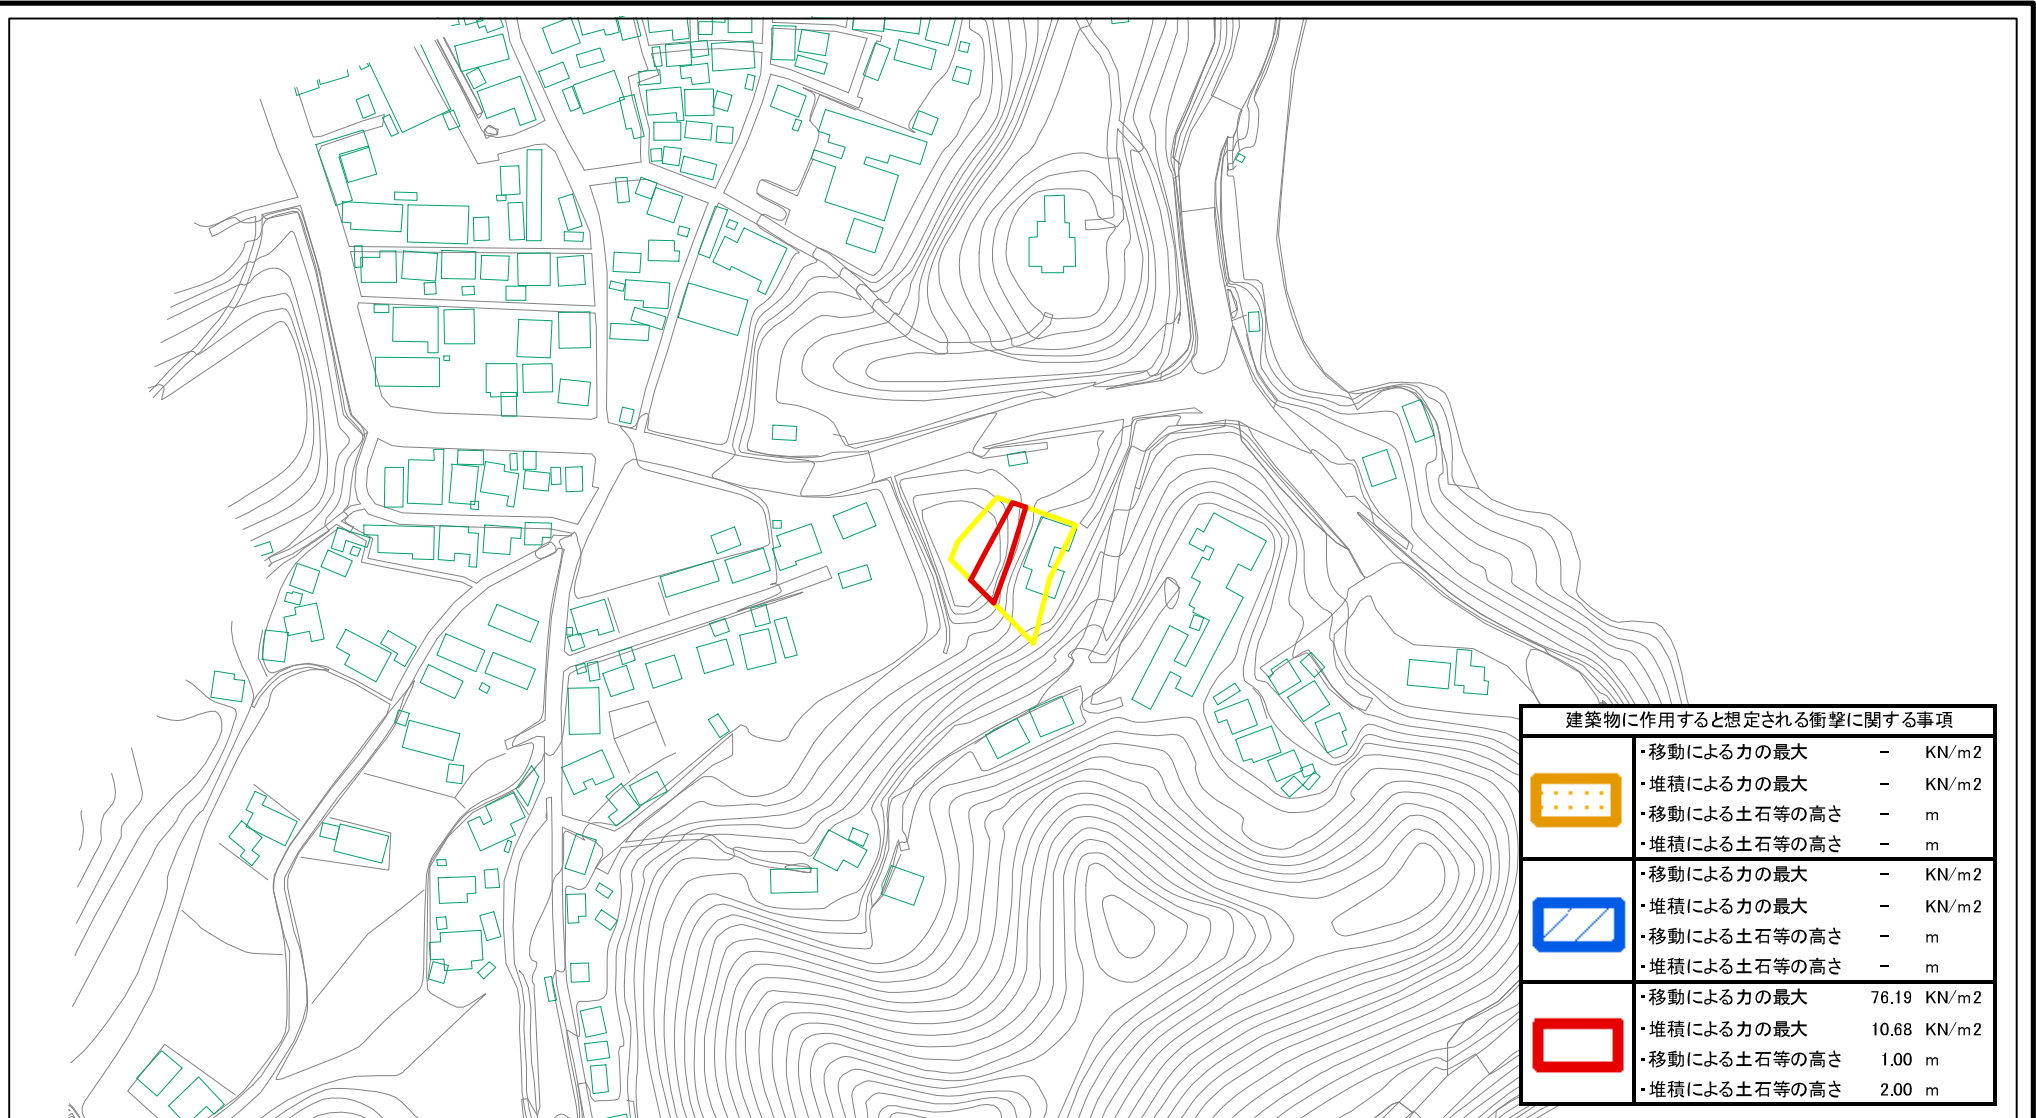 建築物に作用すると想定される衝撃に関する事項
・移動による力の最大 － KN/m2
・堆積による力の最大 － KN/m2
・移動による土石等の高さ － m
・堆積による土石等の高さ － m
・移動による力の最大 － KN/m2
・堆積による力の最大 － KN/m2
・移動による土石等の高さ － m
・堆積による土石等の高さ － m
・移動による力の最大 76.19 KN/m2
・堆積による力の最大 10.68 KN/m2
・移動による土石等の高さ 1.00 m
・堆積による土石等の高さ 2.00 m